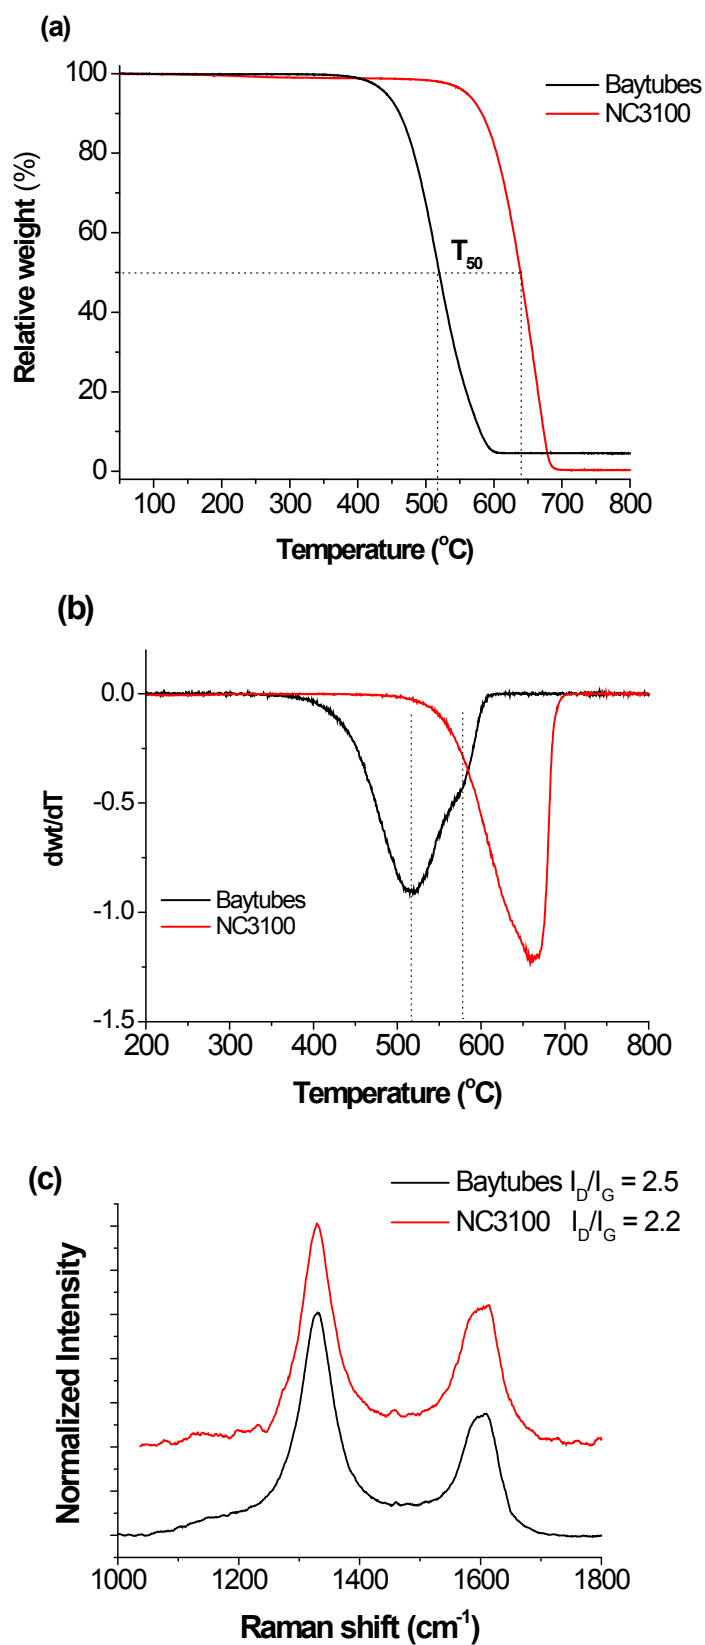 (a)
100
80
60
40
20
0
Relative weight (%)
Baytubes
NC3100
T50
100 200 300 400 500 600 700 800
Temperature (oC)
(b)
0.0
-0.5
-1.0
-1.5
dwt/dT
Baytubes
NC3100
200 300 400 500 600 700 800
Temperature (oC)
(c)
Baytubes ID/IG = 2.5
NC3100 ID/IG = 2.2
Normalized Intensity
1000 1200 1400 1600 1800
Raman shift (cm-1)